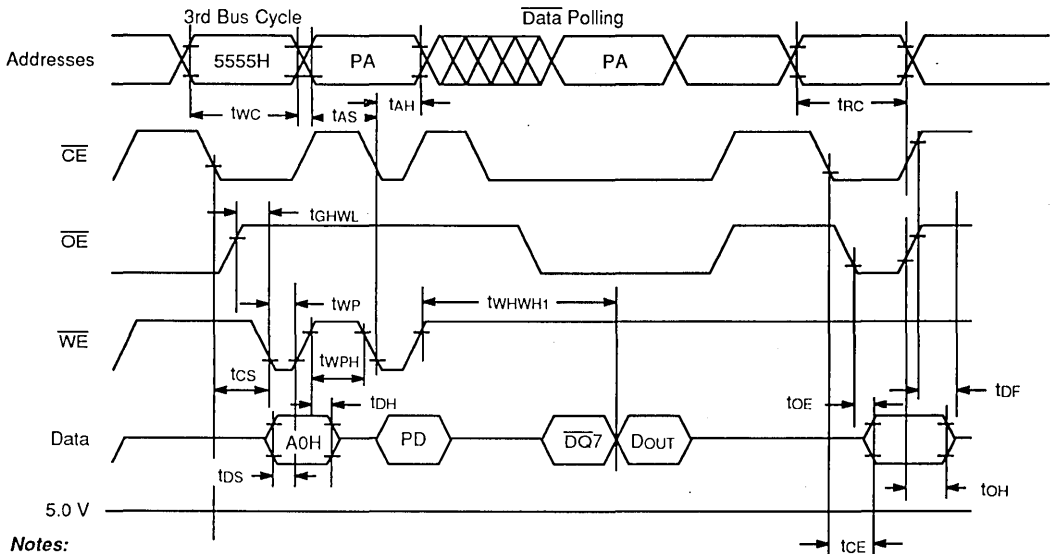 3rd Bus Cycle
Data Polling
Addresses
5555H
PA
PA
tWC
tAS
tAH
tRC
CE
tGHWL
OE
tWP
tWHWH1
WE
tWPH
tCS
tDH
tOE
tDF
Data
A0H
PD
DQ7
DOUT
tDS
tOH
5.0 V
tCE
Notes: